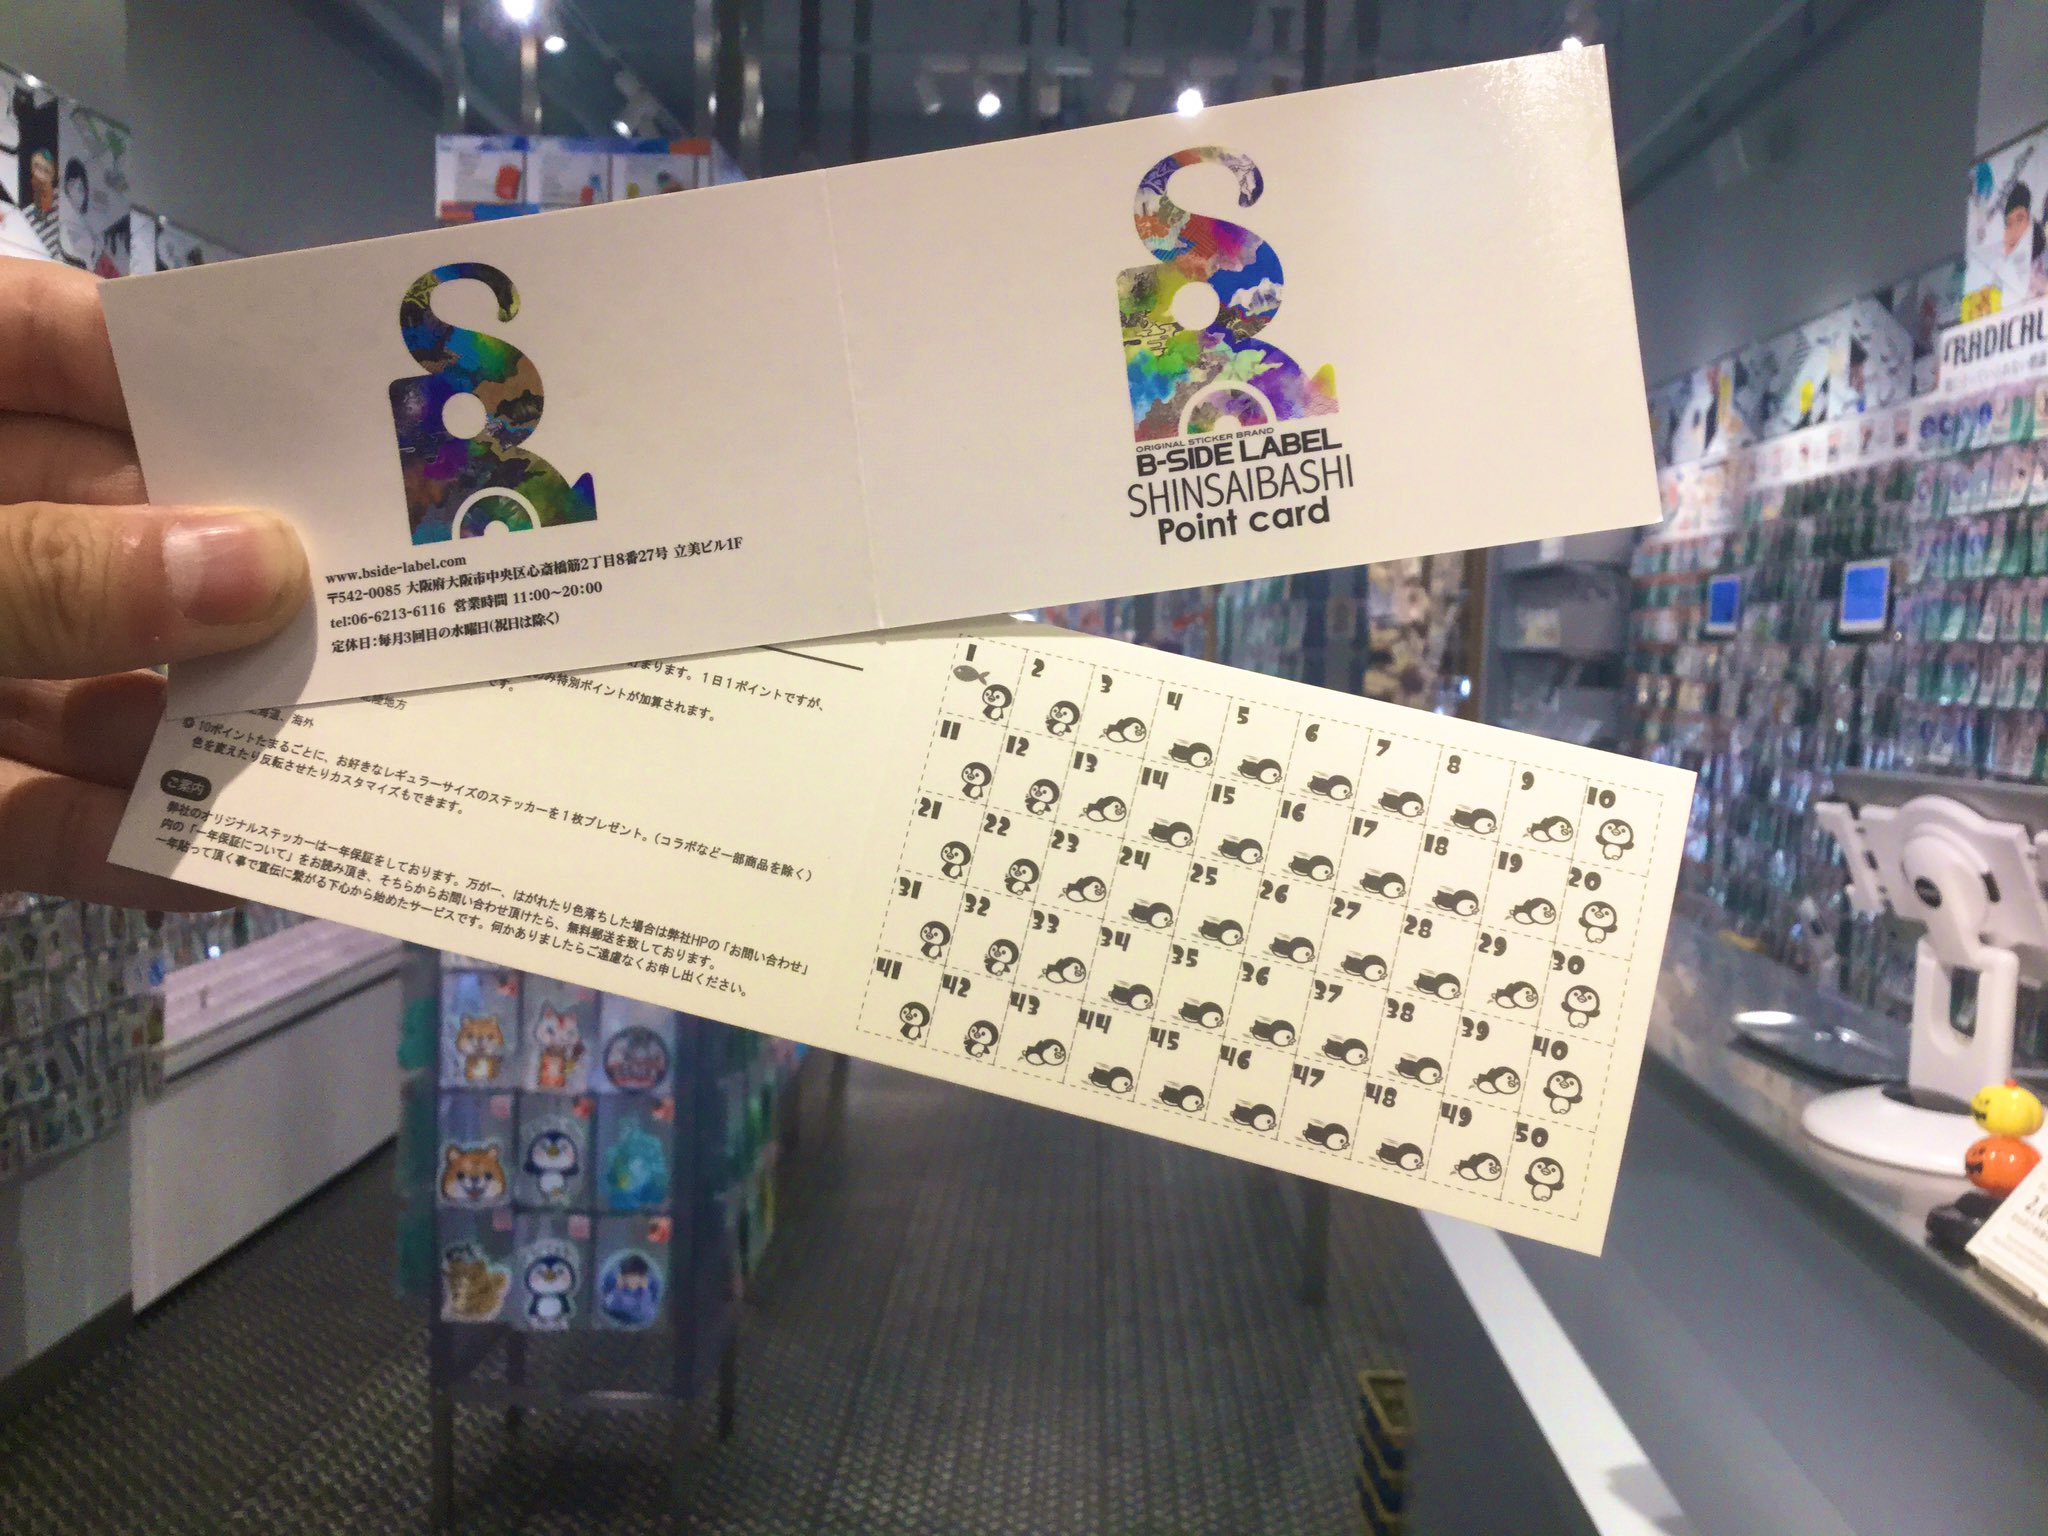 ORIGINAL STICKER BRAND
B-SIDE LABEL
SHINSAIBASHI
Point card
www.bside-label.com
〒542-0085 大阪府大阪市中央区心斎橋筋2丁目8番27号 立美ビル1F
tel:06-6213-6116 営業時間 11:00~20:00
定休日:毎月3回目の水曜日(祝日は除く)
まります。1日1ポイントですが、
み特別ポイントが加算されます。
です。
陸地方
海道、海外
10ポイントたまるごとに、お好きなレギュラーサイズのステッカーを1枚プレゼント。(コラボなど一部商品を除く)
色を変えたり反転させたりカスタマイズもできます。
ご案内
弊社のオリジナルステッカーは一年保証をしております。万が一、はがれたり色落ちした場合は弊社HPの「お問い合わせ」
内の「一年保証について」をお読み頂き、そちらからお問い合わせ頂けたら、無料郵送を致しております。
一年貼って頂く事で宣伝に繋がる下心から始めたサービスです。何かありましたらご遠慮なくお申し出ください。
1 2 3 4 5 6 7 8 9 10
11 12 13 14 15 16 17 18 19 20
21 22 23 24 25 26 27 28 29 30
31 32 33 34 35 36 37 38 39 40
41 42 43 44 45 46 47 48 49 50
RADICAL